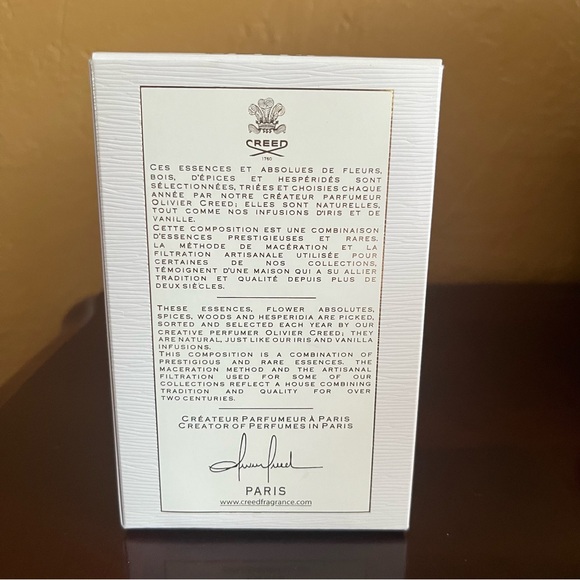 CREED
1760
CES ESSENCES ET ABSOLUES DE FLEURS,
BOIS, D'ÉPICES ET HESPÉRIDÉS SONT
SÉLECTIONNÉES, TRIÉES ET CHOISIES CHAQUE
ANNÉE PAR NOTRE CRÉATEUR PARFUMEUR
OLIVIER CREED; ELLES SONT NATURELLES,
TOUT COMME NOS INFUSIONS D'IRIS ET DE
VANILLE.
CETTE COMPOSITION EST UNE COMBINAISON
D'ESSENCES PRESTIGIEUSES ET RARES.
LA MÉTHODE DE MACÉRATION ET LA
FILTRATION ARTISANALE UTILISÉE POUR
CERTAINES DE NOS COLLECTIONS,
TÉMOIGNENT D'UNE MAISON QUI A SU ALLIER
TRADITION ET QUALITÉ DEPUIS PLUS DE
DEUX SIÈCLES.
THESE ESSENCES, FLOWER ABSOLUTES,
SPICES, WOODS AND HESPERIDIA ARE PICKED,
SORTED AND SELECTED EACH YEAR BY OUR
CREATIVE PERFUMER OLIVIER CREED; THEY
ARE NATURAL, JUST LIKE OUR IRIS AND VANILLA
INFUSIONS.
THIS COMPOSITION IS A COMBINATION OF
PRESTIGIOUS AND RARE ESSENCES. THE
MACERATION METHOD AND THE ARTISANAL
FILTRATION USED FOR SOME OF OUR
COLLECTIONS REFLECT A HOUSE COMBINING
TRADITION AND QUALITY FOR OVER
TWO CENTURIES.
CRÉATEUR PARFUMEUR À PARIS
CREATOR OF PERFUMES IN PARIS
Olivier Creed
PARIS
www.creedfragrance.com